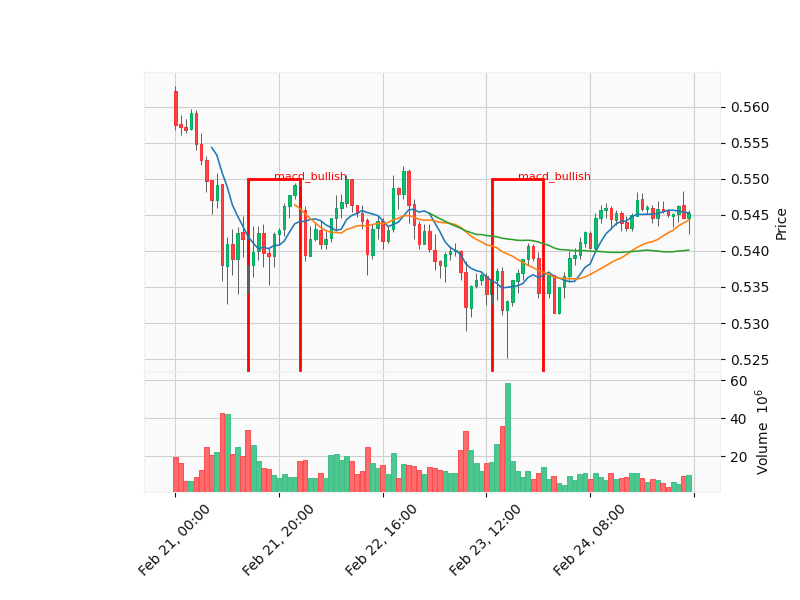 macd_bullish
macd_bullish
0.560
0.555
0.550
0.545
0.540
0.535
0.530
0.525
Price
60
40
20
Volume 10^6
Feb 21, 00:00
Feb 21, 20:00
Feb 22, 16:00
Feb 23, 12:00
Feb 24, 08:00